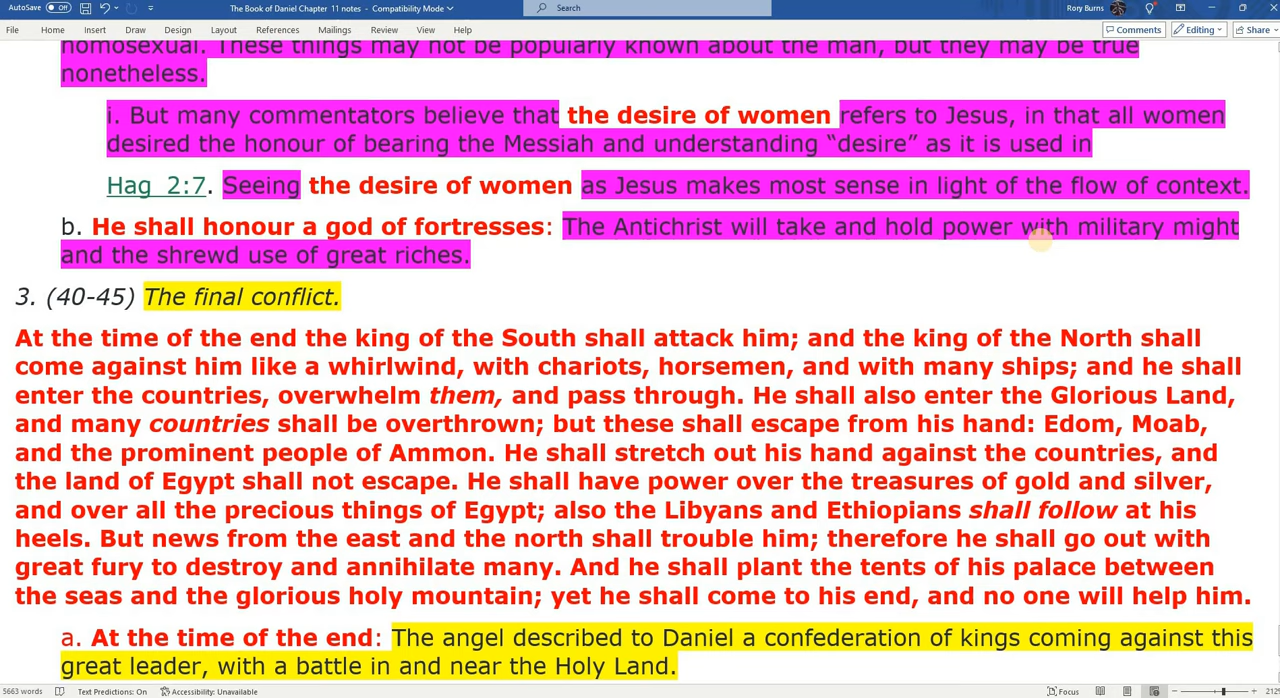 AutoSave Off The Book of Daniel Chapter 11 notes - Compatibility Mode Search Rory Burns
File Home Insert Draw Design Layout References Mailings Review View Help Comments Editing Share
homosexual. These things may not be popularly known about the man, but they may be true
nonetheless.
i. But many commentators believe that the desire of women refers to Jesus, in that all women
desired the honour of bearing the Messiah and understanding “desire” as it is used in
Hag 2:7. Seeing the desire of women as Jesus makes most sense in light of the flow of context.
b. He shall honour a god of fortresses: The Antichrist will take and hold power with military might
and the shrewd use of great riches.
3. (40-45) The final conflict.
At the time of the end the king of the South shall attack him; and the king of the North shall
come against him like a whirlwind, with chariots, horsemen, and with many ships; and he shall
enter the countries, overwhelm them, and pass through. He shall also enter the Glorious Land,
and many countries shall be overthrown; but these shall escape from his hand: Edom, Moab,
and the prominent people of Ammon. He shall stretch out his hand against the countries, and
the land of Egypt shall not escape. He shall have power over the treasures of gold and silver,
and over all the precious things of Egypt; also the Libyans and Ethiopians shall follow at his
heels. But news from the east and the north shall trouble him; therefore he shall go out with
great fury to destroy and annihilate many. And he shall plant the tents of his palace between
the seas and the glorious holy mountain; yet he shall come to his end, and no one will help him.
a. At the time of the end: The angel described to Daniel a confederation of kings coming against this
great leader, with a battle in and near the Holy Land.
5663 words Text Predictions: On Accessibility: Unavailable Focus